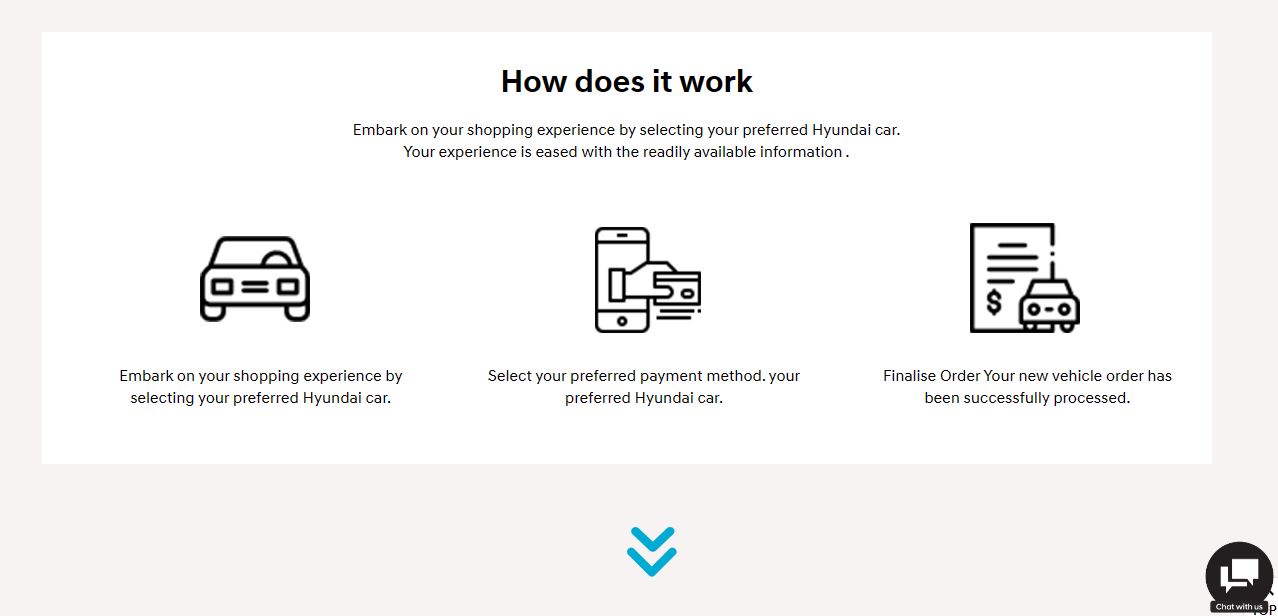 How does it work
Embark on your shopping experience by selecting your preferred Hyundai car.
Your experience is eased with the readily available information .
Embark on your shopping experience by
selecting your preferred Hyundai car.
Select your preferred payment method. your
preferred Hyundai car.
$
Finalise Order Your new vehicle order has
been successfully processed.
Chat with us
TOP